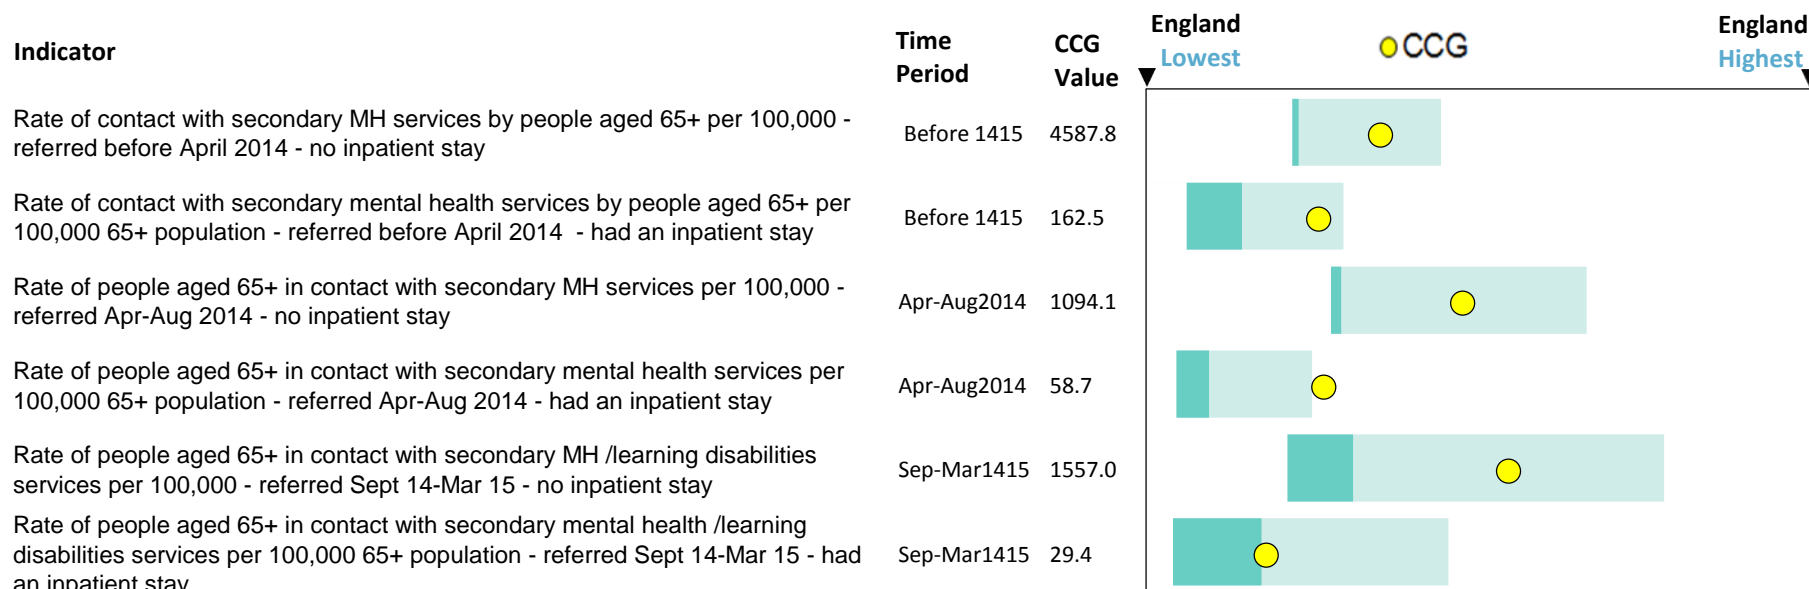 Indicator
Time Period
CCG Value
England Lowest
CCG
England Highest
Rate of contact with secondary MH services by people aged 65+ per 100,000 -
referred before April 2014 - no inpatient stay
Before 1415 4587.8
Rate of contact with secondary mental health services by people aged 65+ per
100,000 65+ population - referred before April 2014  - had an inpatient stay
Before 1415 162.5
Rate of people aged 65+ in contact with secondary MH services per 100,000 -
referred Apr-Aug 2014 - no inpatient stay
Apr-Aug2014 1094.1
Rate of people aged 65+ in contact with secondary mental health services per
100,000 65+ population - referred Apr-Aug 2014 - had an inpatient stay
Apr-Aug2014 58.7
Rate of people aged 65+ in contact with secondary MH /learning disabilities
services per 100,000 - referred Sept 14-Mar 15 - no inpatient stay
Sep-Mar1415 1557.0
Rate of people aged 65+ in contact with secondary mental health /learning
disabilities services per 100,000 65+ population - referred Sept 14-Mar 15 - had
an inpatient stay
Sep-Mar1415 29.4